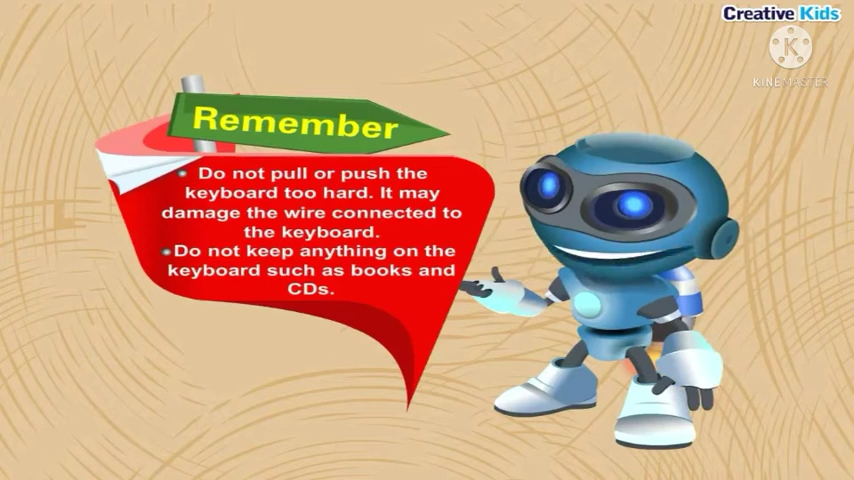 Creative Kids
KINEMASTER
Remember
• Do not pull or push the
keyboard too hard. It may
damage the wire connected to
the keyboard.
• Do not keep anything on the
keyboard such as books and
CDs.